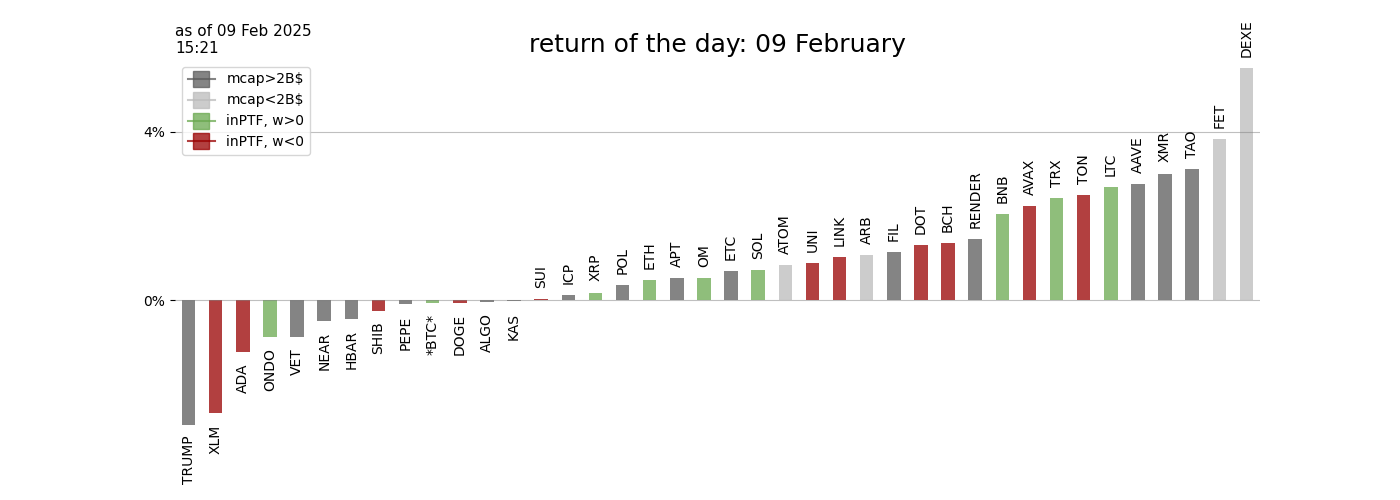 as of 09 Feb 2025
15:21
return of the day: 09 February
mcap>2B$
mcap<2B$
inPTF, w>0
inPTF, w<0
4%
0%
TRUMP
XLM
ADA
ONDO
VET
NEAR
HBAR
SHIB
PEPE
*BTC*
DOGE
ALGO
KAS
SUI
ICP
XRP
POL
ETH
APT
OM
ETC
SOL
ATOM
UNI
LINK
ARB
FIL
DOT
BCH
RENDER
BNB
AVAX
TRX
TON
LTC
AAVE
XMR
TAO
FET
DEXE